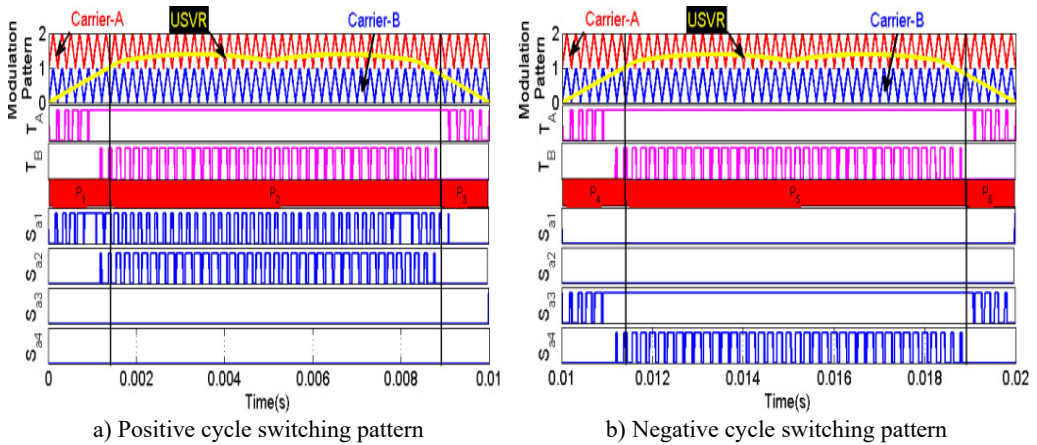 Carrier-A
USVR
Carrier-B
Modulation
Pattern
2
1
0
T_A
T_B
P_1
P_2
P_3
S_a1
S_a2
S_a3
S_a4
0
0.002
0.004
0.006
0.008
0.01
Time(s)
a) Positive cycle switching pattern
Carrier-A
USVR
Carrier-B
Modulation
Pattern
2
1
0
T_A
T_B
P_4
P_5
P_6
S_a1
S_a2
S_a3
S_a4
0.01
0.012
0.014
0.016
0.018
0.02
Time(s)
b) Negative cycle switching pattern